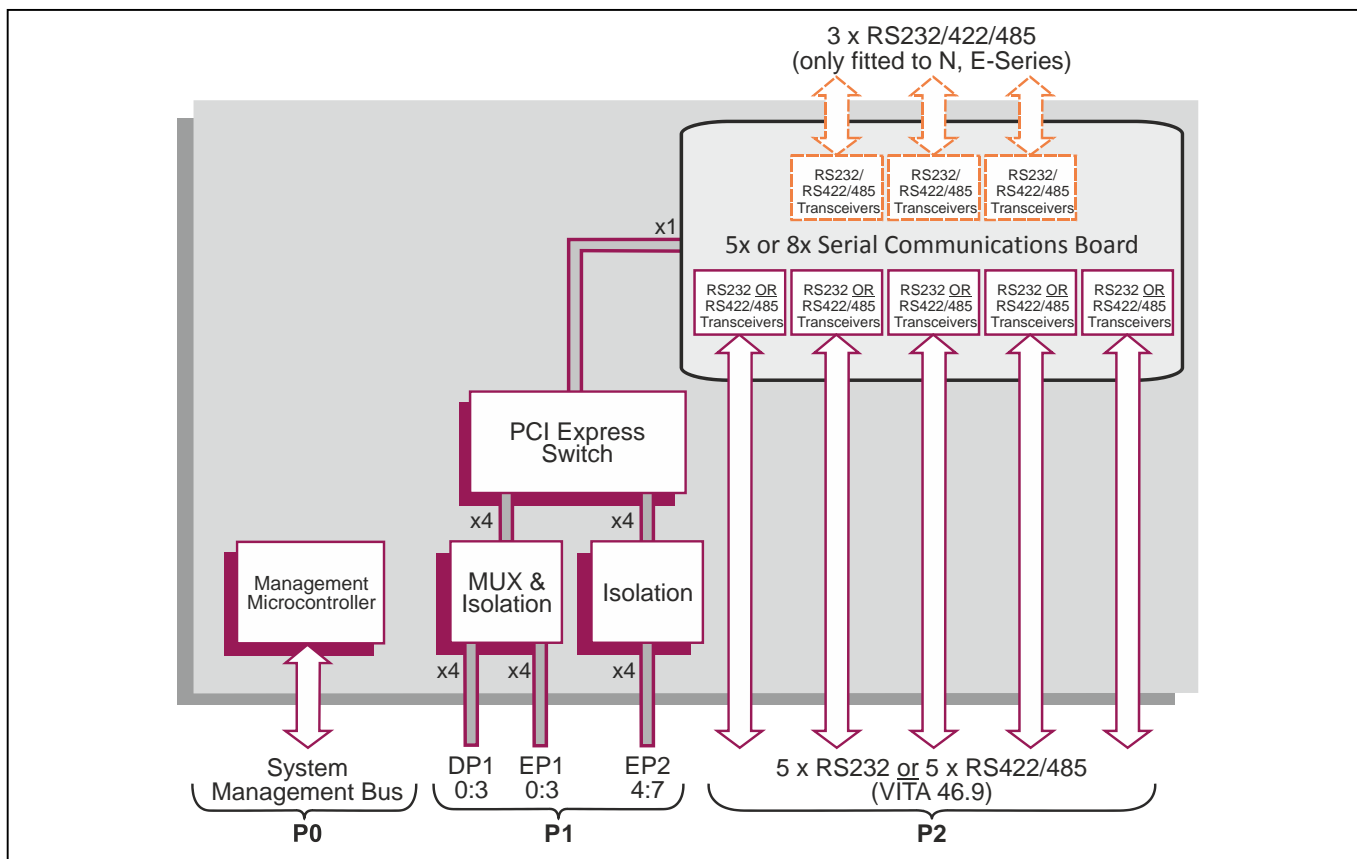 3 x RS232/422/485
(only fitted to N, E-Series)
RS232/
RS422/485
Transceivers
RS232/
RS422/485
Transceivers
RS232/
RS422/485
Transceivers
x1
5x or 8x Serial Communications Board
RS232 OR
RS422/485
Transceivers
RS232 OR
RS422/485
Transceivers
RS232 OR
RS422/485
Transceivers
RS232 OR
RS422/485
Transceivers
RS232 OR
RS422/485
Transceivers
PCI Express
Switch
x4
x4
Management
Microcontroller
MUX &
Isolation
Isolation
x4
x4
x4
System
Management Bus
P0
DP1
0:3
EP1
0:3
EP2
4:7
P1
5 x RS232 or 5 x RS422/485
(VITA 46.9)
P2